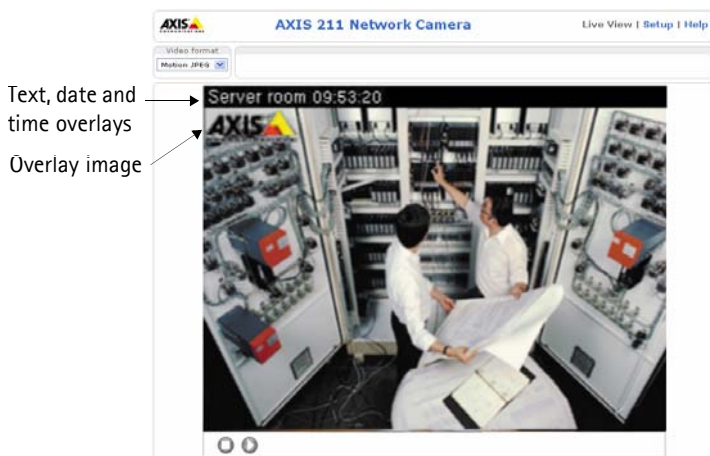 AXIS
COMMUNICATIONS
AXIS 211 Network Camera
Live View | Setup | Help
Video format
Motion JPEG
Text, date and
time overlays
Overlay image
Server room 09:53:20
AXIS